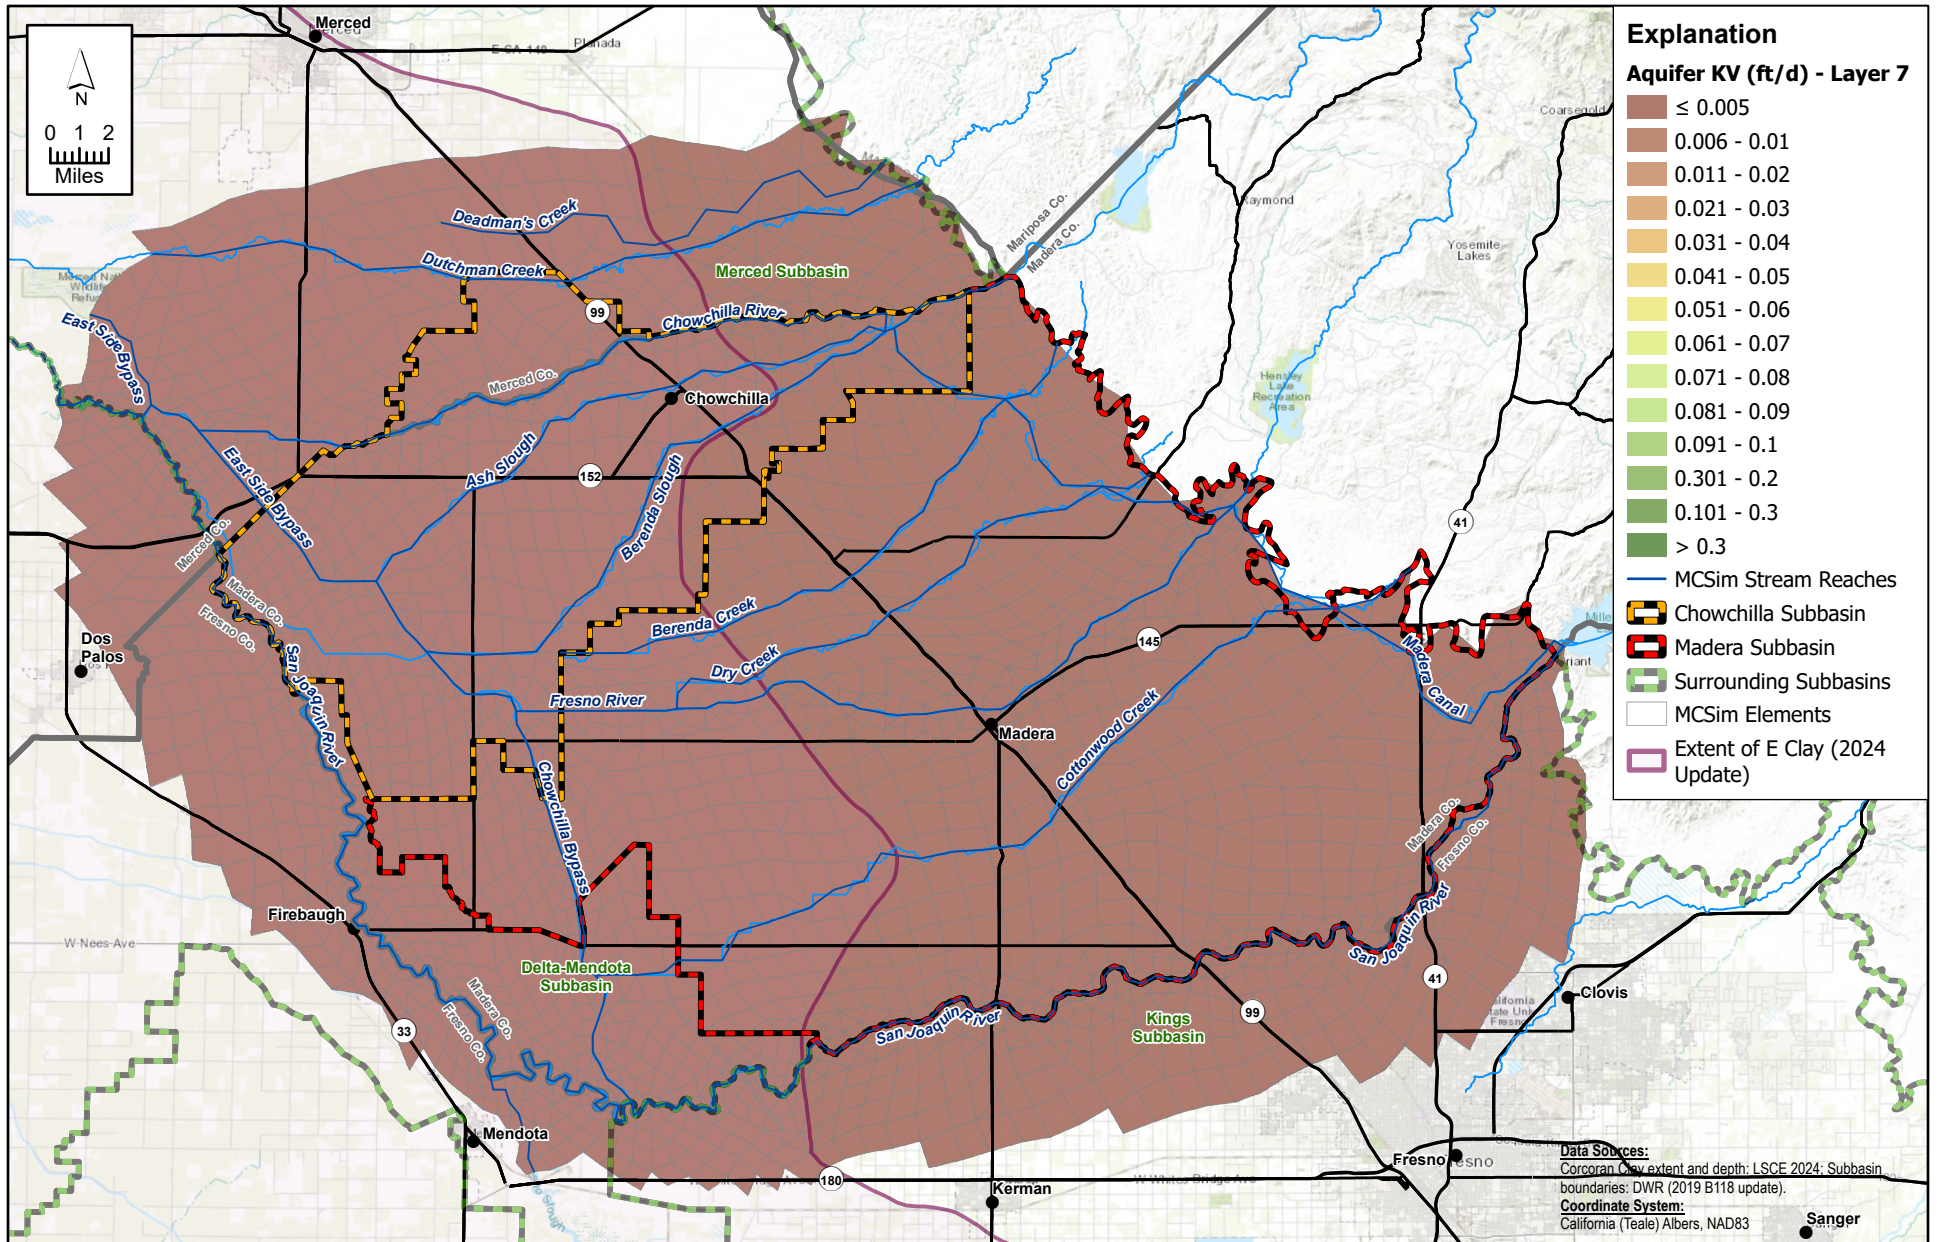 Merced
Merced
E SA 140
Planada
N
0 1 2
Miles
Explanation
Aquifer KV (ft/d) - Layer 7
≤ 0.005
0.006 - 0.01
0.011 - 0.02
0.021 - 0.03
0.031 - 0.04
0.041 - 0.05
0.051 - 0.06
0.061 - 0.07
0.071 - 0.08
0.081 - 0.09
0.091 - 0.1
0.301 - 0.2
0.101 - 0.3
> 0.3
MCSim Stream Reaches
Chowchilla Subbasin
Madera Subbasin
Surrounding Subbasins
MCSim Elements
Extent of E Clay (2024
Update)
Coarsegold
Raymond
Yosemite
Lakes
Mariposa Co.
Madera Co.
Deadman's Creek
Dutchman Creek
Merced Subbasin
99
Chowchilla River
East Side Bypass
Merced Co.
Chowchilla
Hensley
Lake
Recreation
Area
Ash Slough
152
Berenda Slough
East Side Bypass
41
Merced Co.
Madera Co.
Fresno Co.
Dos
Palos
Berenda Creek
145
Dry Creek
Madera Canal
San Joaquin River
Fresno River
Madera
Cottonwood Creek
Chowchilla Bypass
Madera Co.
Fresno Co.
Firebaugh
W Nees Ave
Delta-Mendota
Subbasin
San Joaquin River
41
Clovis
Madera Co.
Fresno Co.
33
San Joaquin River
Kings
Subbasin
99
Mendota
180
Kerman
W Whites Bridge Ave
Fresno
Data Sources:
Corcoran Clay extent and depth: LSCE 2024; Subbasin
boundaries: DWR (2019 B118 update).
Coordinate System:
California (Teale) Albers, NAD83
Sanger